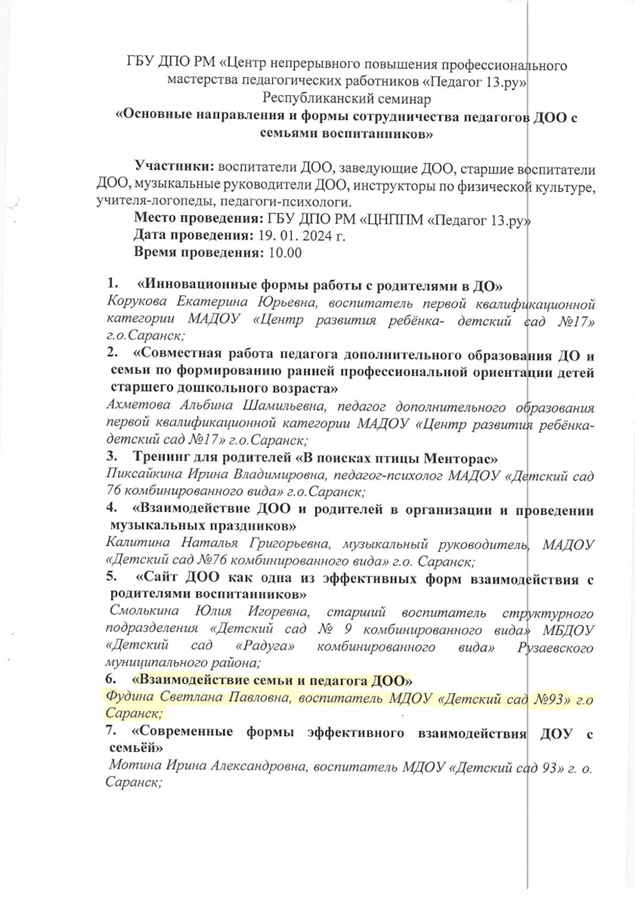 ГБУ ДПО РМ «Центр непрерывного повышения профессионального
мастерства педагогических работников «Педагог 13.ру»
Республиканский семинар
«Основные направления и формы сотрудничества педагогов ДОО с
семьями воспитанников»
Участники: воспитатели ДОО, заведующие ДОО, старшие воспитатели
ДОО, музыкальные руководители ДОО, инструкторы по физической культуре,
учителя-логопеды, педагоги-психологи.
Место проведения: ГБУ ДПО РМ «ЦНППМ «Педагог 13.ру»
Дата проведения: 19. 01. 2024 г.
Время проведения: 10.00
1. «Инновационные формы работы с родителями в ДО»
Корукова Екатерина Юрьевна, воспитатель первой квалификационной
категории МАДОУ «Центр развития ребёнка- детский сад №17»
г.о.Саранск;
2. «Совместная работа педагога дополнительного образования ДО и
семьи по формированию ранней профессиональной ориентации детей
старшего дошкольного возраста»
Ахметова Альбина Шамильевна, педагог дополнительного образования
первой квалификационной категории МАДОУ «Центр развития ребёнка-
детский сад №17» г.о.Саранск;
3. Тренинг для родителей «В поисках птицы Менторас»
Пиксайкина Ирина Владимировна, педагог-психолог МАДОУ «Детский сад
76 комбинированного вида» г.о.Саранск;
4. «Взаимодействие ДОО и родителей в организации и проведении
музыкальных праздников»
Калитина Наталья Григорьевна, музыкальный руководитель, МАДОУ
«Детский сад №76 комбинированного вида» г.о. Саранск;
5. «Сайт ДОО как одна из эффективных форм взаимодействия с
родителями воспитанников»
Смолькина Юлия Игоревна, старший воспитатель структурного
подразделения «Детский сад № 9 комбинированного вида» МБДОУ
«Детский сад «Радуга» комбинированного вида» Рузаевского
муниципального района;
6. «Взаимодействие семьи и педагога ДОО»
Фудина Светлана Павловна, воспитатель МДОУ «Детский сад №93» г.о
Саранск;
7. «Современные формы эффективного взаимодействия ДОУ с
семьёй»
Мотина Ирина Александровна, воспитатель МДОУ «Детский сад 93» г. о.
Саранск;